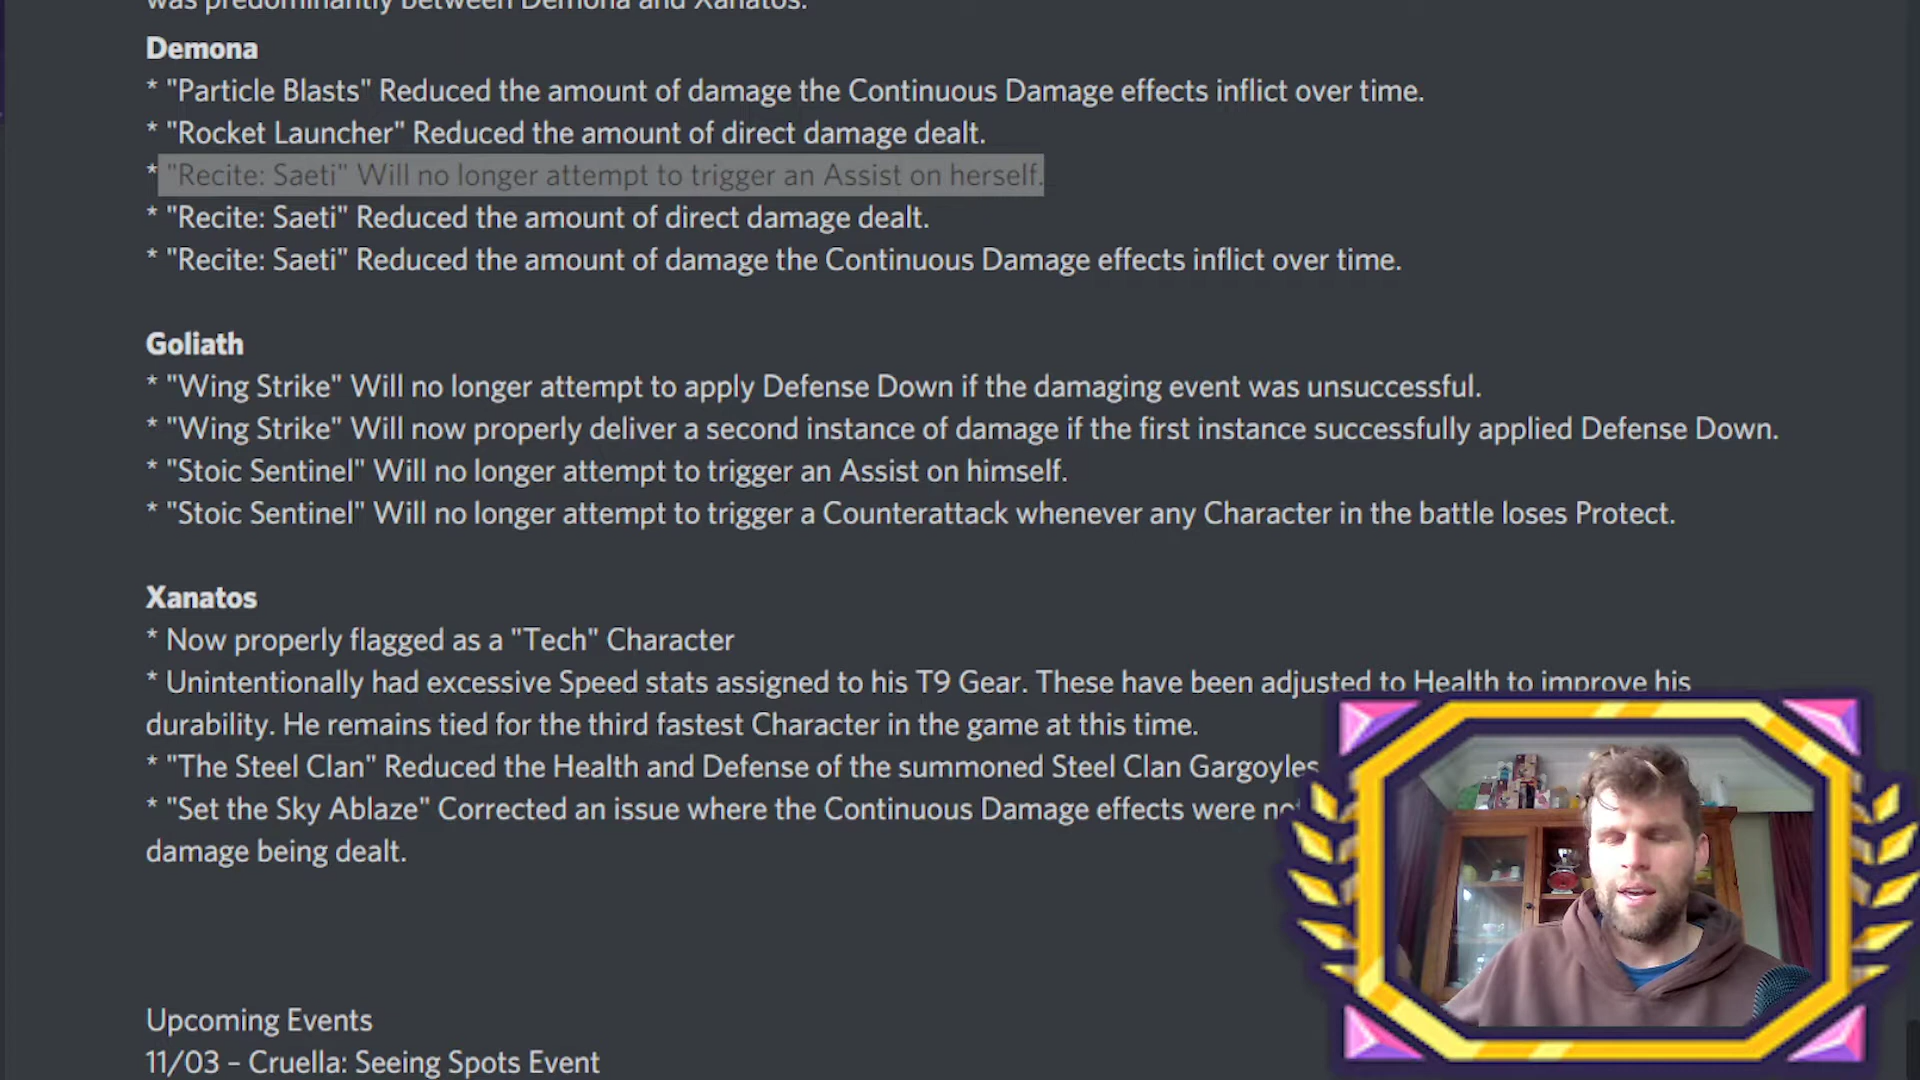 was predominantly between Demona and Xanatos.
Demona
* "Particle Blasts" Reduced the amount of damage the Continuous Damage effects inflict over time.
* "Rocket Launcher" Reduced the amount of direct damage dealt.
* "Recite: Saeti" Will no longer attempt to trigger an Assist on herself.
* "Recite: Saeti" Reduced the amount of direct damage dealt.
* "Recite: Saeti" Reduced the amount of damage the Continuous Damage effects inflict over time.
Goliath
* "Wing Strike" Will no longer attempt to apply Defense Down if the damaging event was unsuccessful.
* "Wing Strike" Will now properly deliver a second instance of damage if the first instance successfully applied Defense Down.
* "Stoic Sentinel" Will no longer attempt to trigger an Assist on himself.
* "Stoic Sentinel" Will no longer attempt to trigger a Counterattack whenever any Character in the battle loses Protect.
Xanatos
* Now properly flagged as a "Tech" Character
* Unintentionally had excessive Speed stats assigned to his T9 Gear. These have been adjusted to Health to improve his
durability. He remains tied for the third fastest Character in the game at this time.
* "The Steel Clan" Reduced the Health and Defense of the summoned Steel Clan Gargoyles
* "Set the Sky Ablaze" Corrected an issue where the Continuous Damage effects were
damage being dealt.
Upcoming Events
11/03 – Cruella: Seeing Spots Event